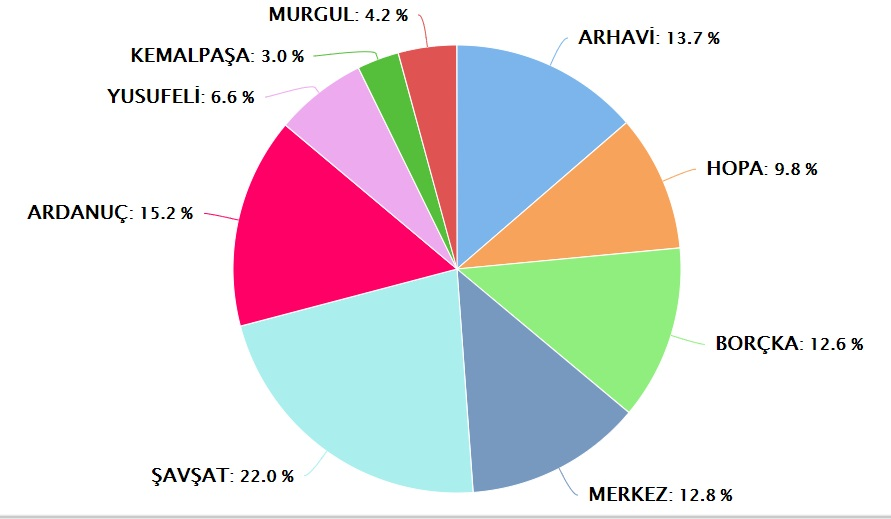 MURGUL: 4.2 %
ARHAVİ: 13.7 %
KEMALPAŞA: 3.0 %
YUSUFELİ: 6.6 %
HOPA: 9.8 %
ARDANUÇ: 15.2 %
BORÇKA: 12.6 %
ŞAVŞAT: 22.0 %
MERKEZ: 12.8 %